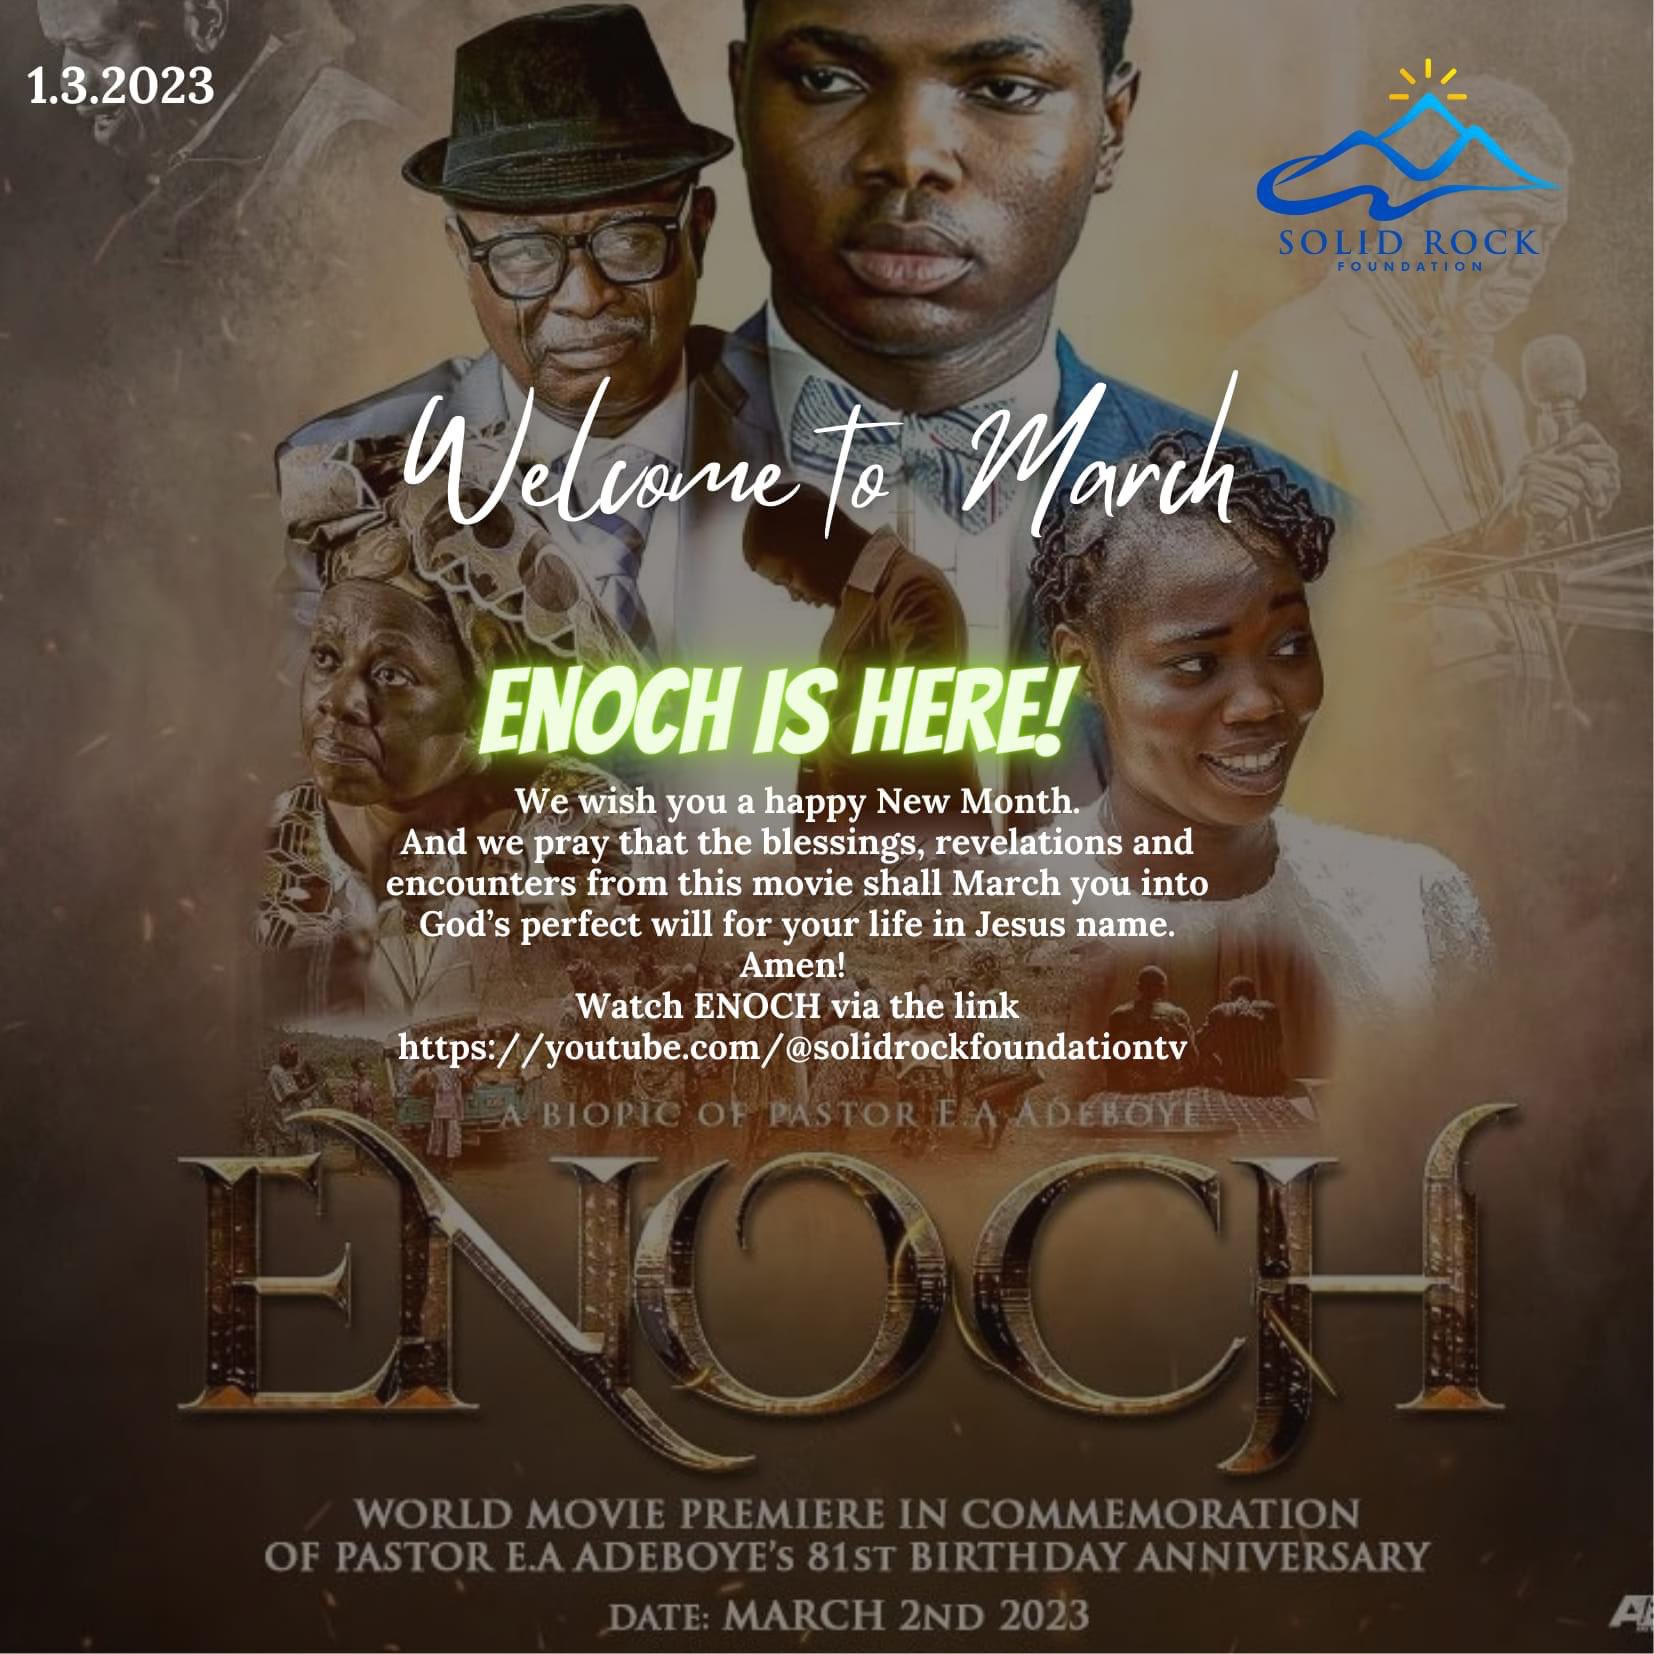 1.3.2023
SOLID ROCK
FOUNDATION
Welcome to March
ENOCH IS HERE!
We wish you a happy New Month.
And we pray that the blessings, revelations and
encounters from this movie shall March you into
God's perfect will for your life in Jesus name.
Amen!
Watch ENOCH via the link
https://youtube.com/@solidrockfoundationtv
A BIOPIC OF PASTOR E.A ADEBOYE
ENOCH
WORLD MOVIE PREMIERE IN COMMEMORATION
OF PASTOR E.A ADEBOYE'S 81ST BIRTHDAY ANNIVERSARY
DATE: MARCH 2ND 2023